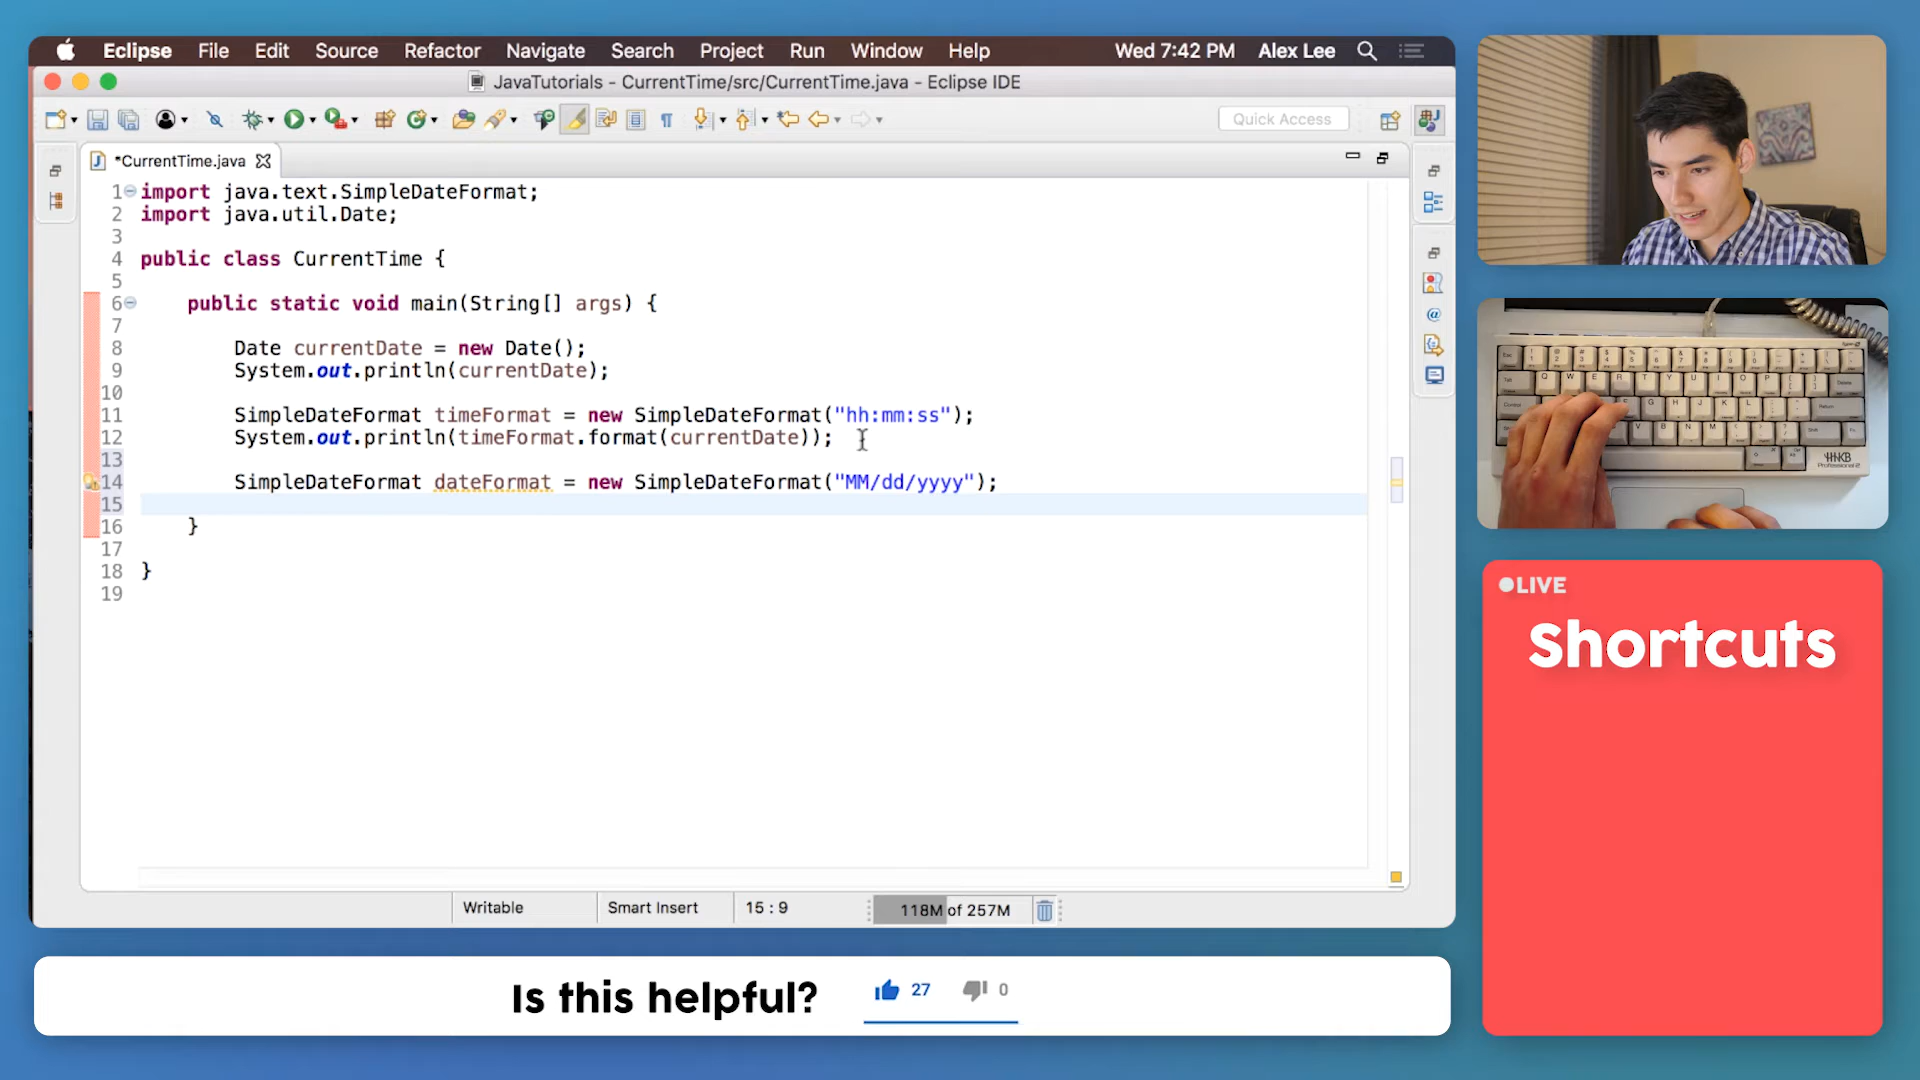 Eclipse File Edit Source Refactor Navigate Search Project Run Window Help Wed 7:42 PM Alex Lee
JavaTutorials - CurrentTime/src/CurrentTime.java - Eclipse IDE
Quick Access
*CurrentTime.java
1 import java.text.SimpleDateFormat;
2 import java.util.Date;
3
4 public class CurrentTime {
5
6 public static void main(String[] args) {
7
8 Date currentDate = new Date();
9 System.out.println(currentDate);
10
11 SimpleDateFormat timeFormat = new SimpleDateFormat("hh:mm:ss");
12 System.out.println(timeFormat.format(currentDate));
13
14 SimpleDateFormat dateFormat = new SimpleDateFormat("MM/dd/yyyy");
15
16 }
17
18 }
19
Writable Smart Insert 15 : 9 118M of 257M
Is this helpful? 27 0
LIVE
Shortcuts
HHKB
Professional 2